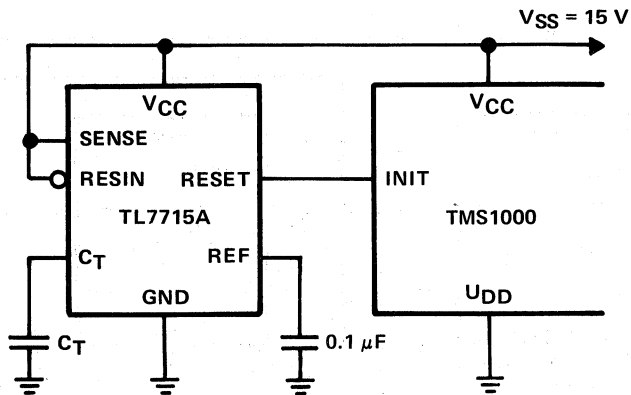 VSS = 15 V
VCC
VCC
SENSE
RESIN
RESET
INIT
TL7715A
TMS1000
CT
REF
GND
UDD
CT
0.1 μF